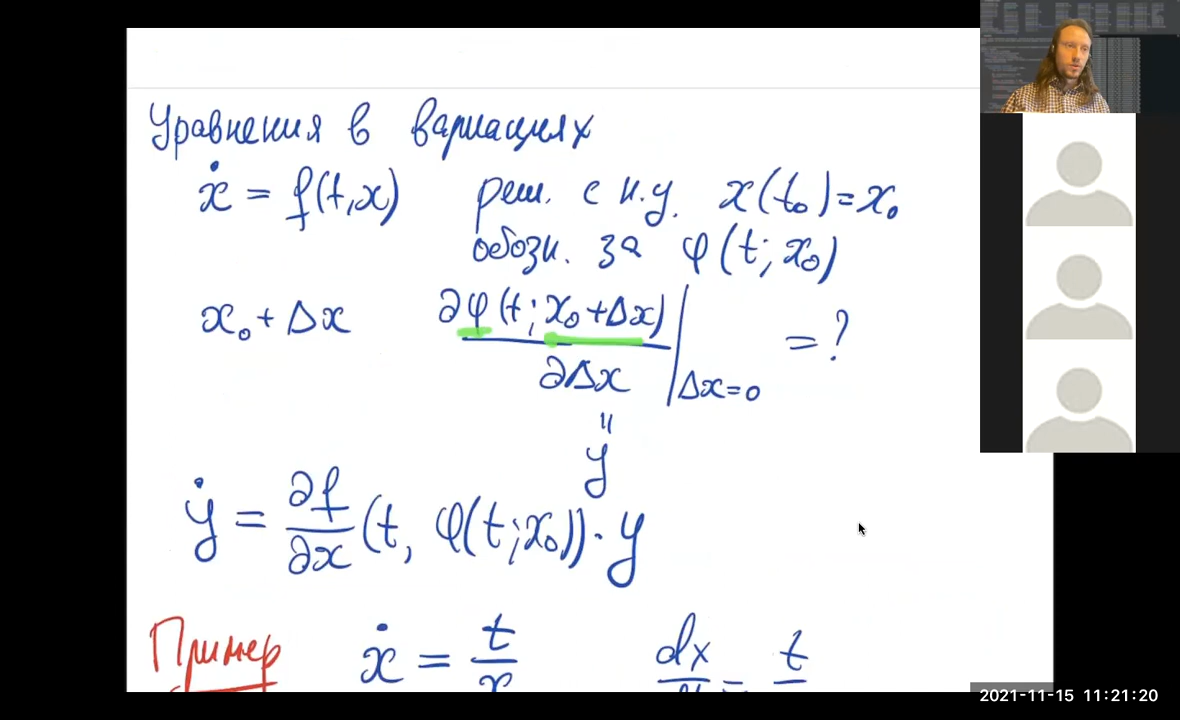 Уравнения в вариациях
ẋ = f(t,x) реш. с н.у. x(t₀)=x₀
обозн. за φ(t; x₀)
x₀+Δx ∂φ(t; x₀+Δx)/∂Δx |Δx=0 = ?
"
y
ẏ = ∂f/∂x (t, φ(t;x₀))·y
Пример ẋ = t/x dx/ = t/
2021-11-15 11:21:20